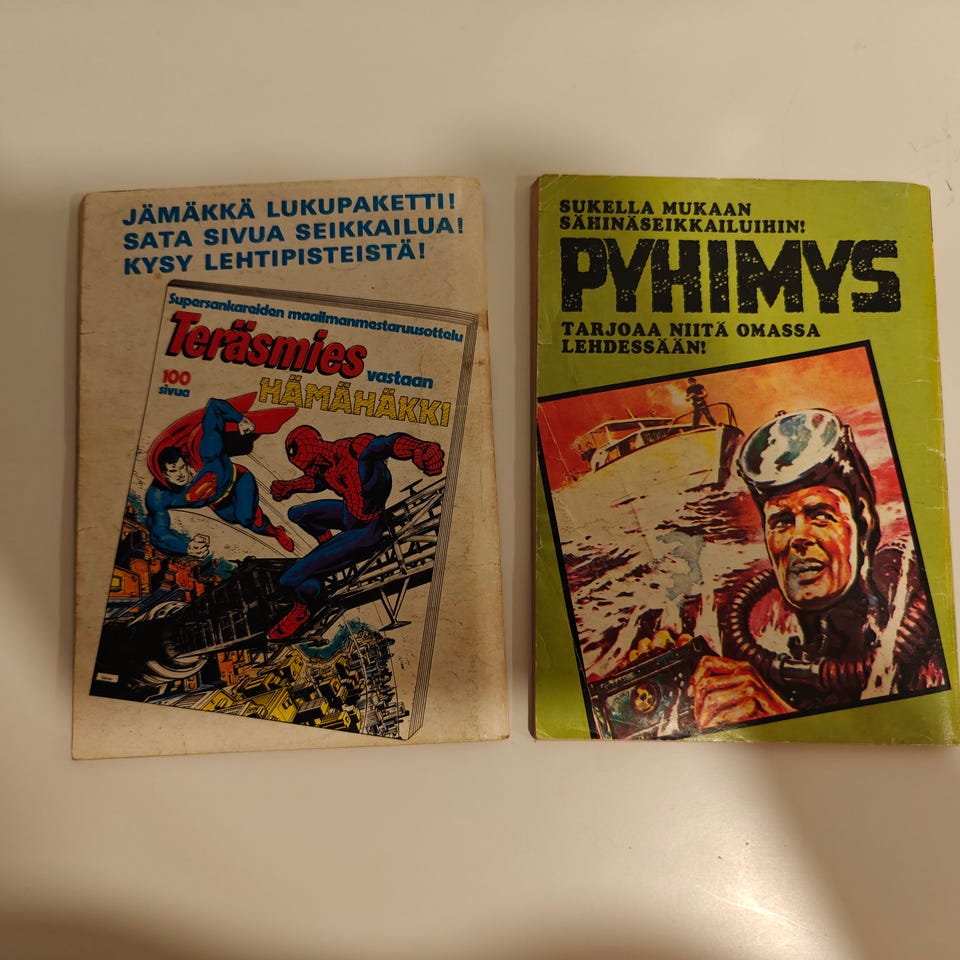 JÄMÄKKÄ LUKUPAKETTI!
SATA SIVUA SEIKKAILUA!
KYSY LEHTIPISTEISTÄ!
Supersankareiden maailmanmestaruusottelu
Teräsmies
vastaan
HÄMÄHÄKKI
100
sivua
SUKELLA MUKAAN
SÄHINÄSEIKKAILUIHIN!
PYHIMYS
TARJOAA NIITÄ OMASSA
LEHDESSÄÄN!